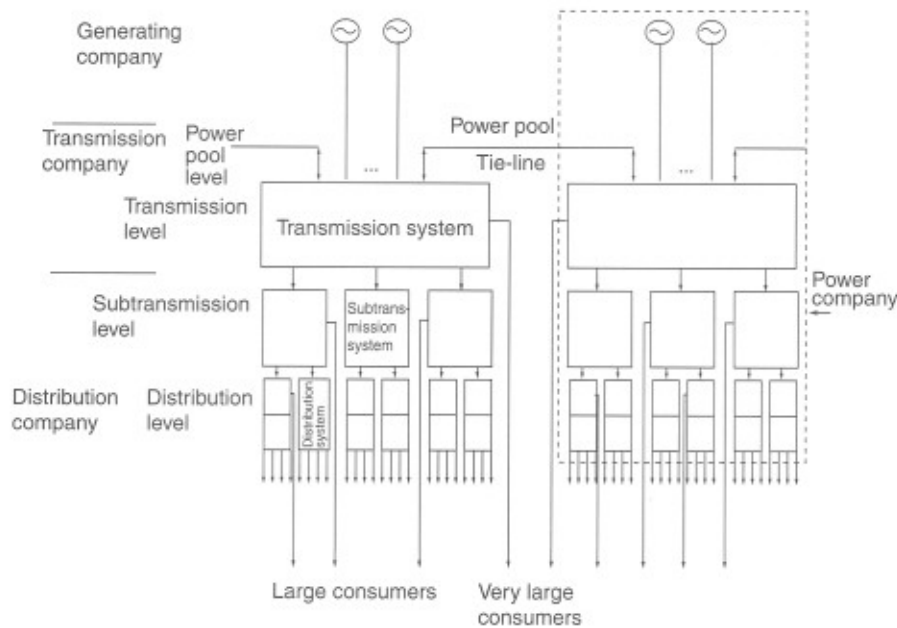 Generating
company
Transmission
company
Power
pool
level
Power pool
Tie-line
...
...
Transmission
level
Transmission system
Subtransmission
level
Subtrans-
mission
system
Power
company
Distribution
company
Distribution
level
Distribution
system
Large consumers
Very large
consumers